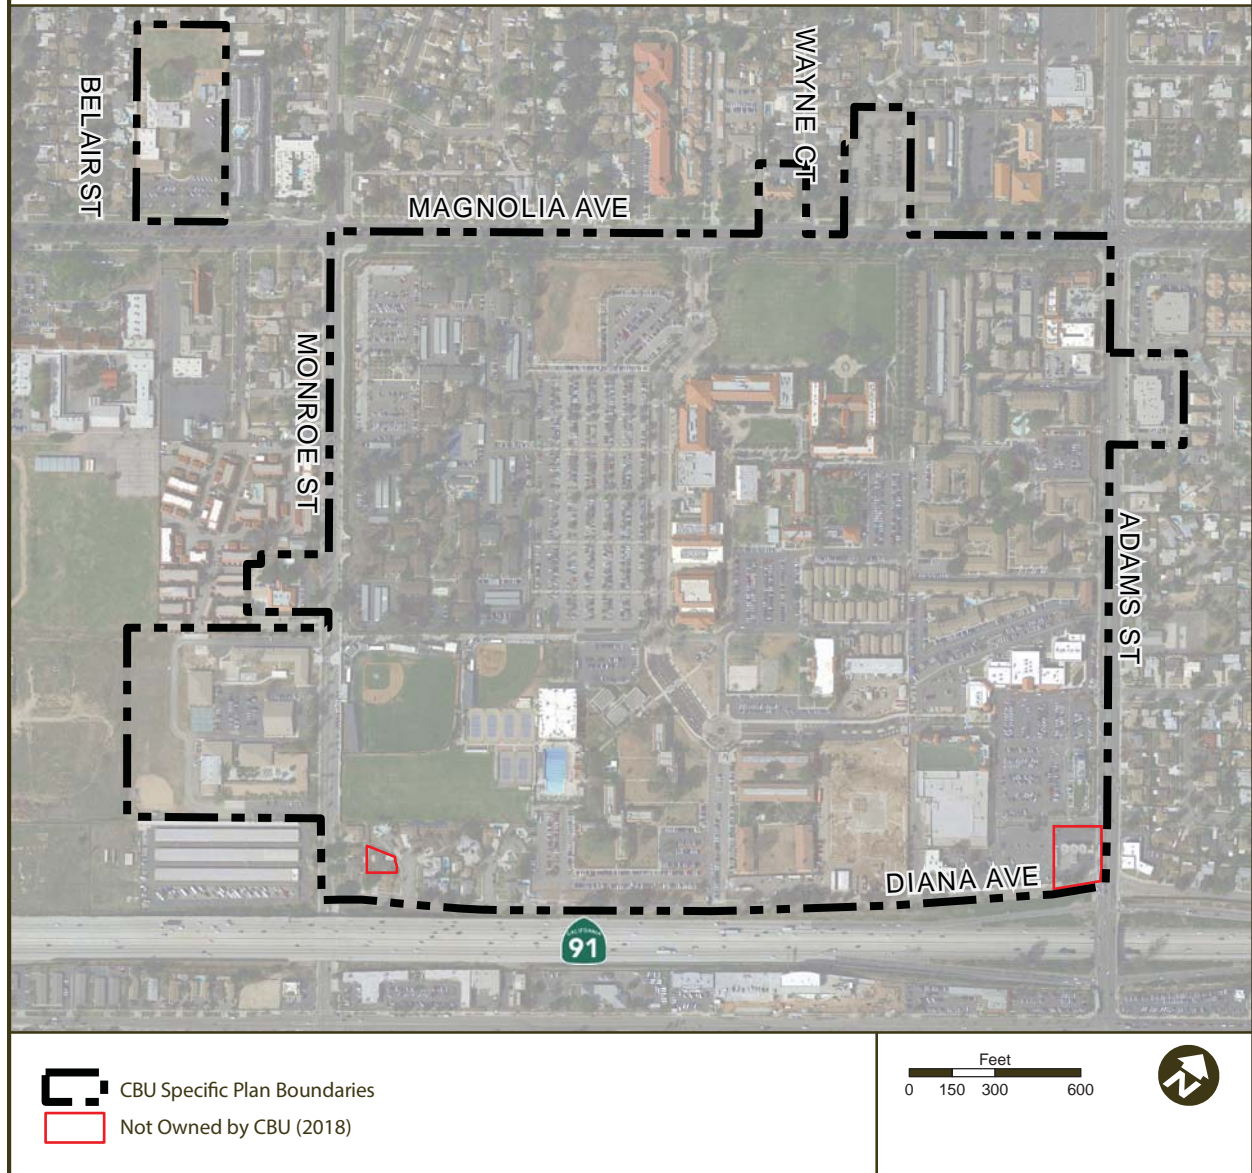 BELAIR ST
WAYNE CT
MAGNOLIA AVE
MONROE ST
ADAMS ST
DIANA AVE
CALIFORNIA
91
CBU Specific Plan Boundaries
Not Owned by CBU (2018)
Feet
0 150 300 600
N